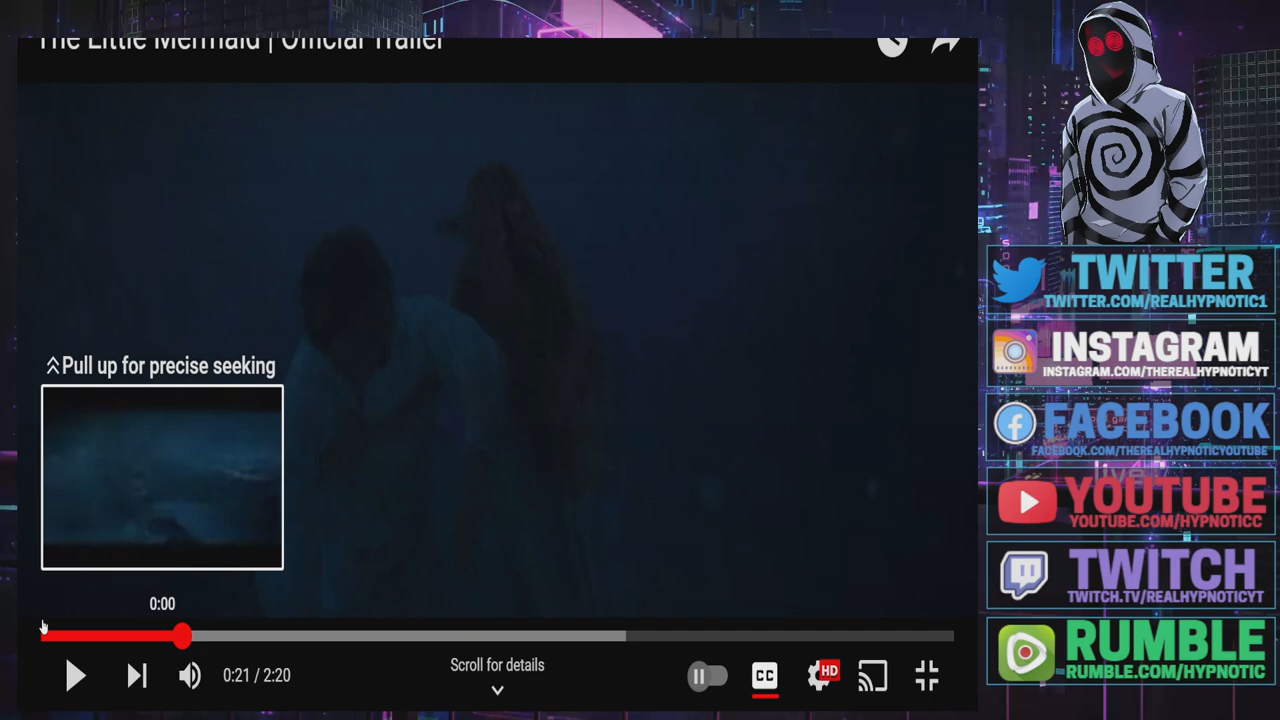 The Little Mermaid | Official Trailer
Pull up for precise seeking
0:00
0:21 / 2:20
Scroll for details
HD
CC
TWITTER
TWITTER.COM/REALHYPNOTIC1
INSTAGRAM
INSTAGRAM.COM/THEREALHYPNOTICYT
FACEBOOK
FACEBOOK.COM/THEREALHYPNOTICYOUTUBE
YOUTUBE
YOUTUBE.COM/HYPNOTICC
TWITCH
TWITCH.TV/REALHYPNOTICYT
RUMBLE
RUMBLE.COM/HYPNOTIC